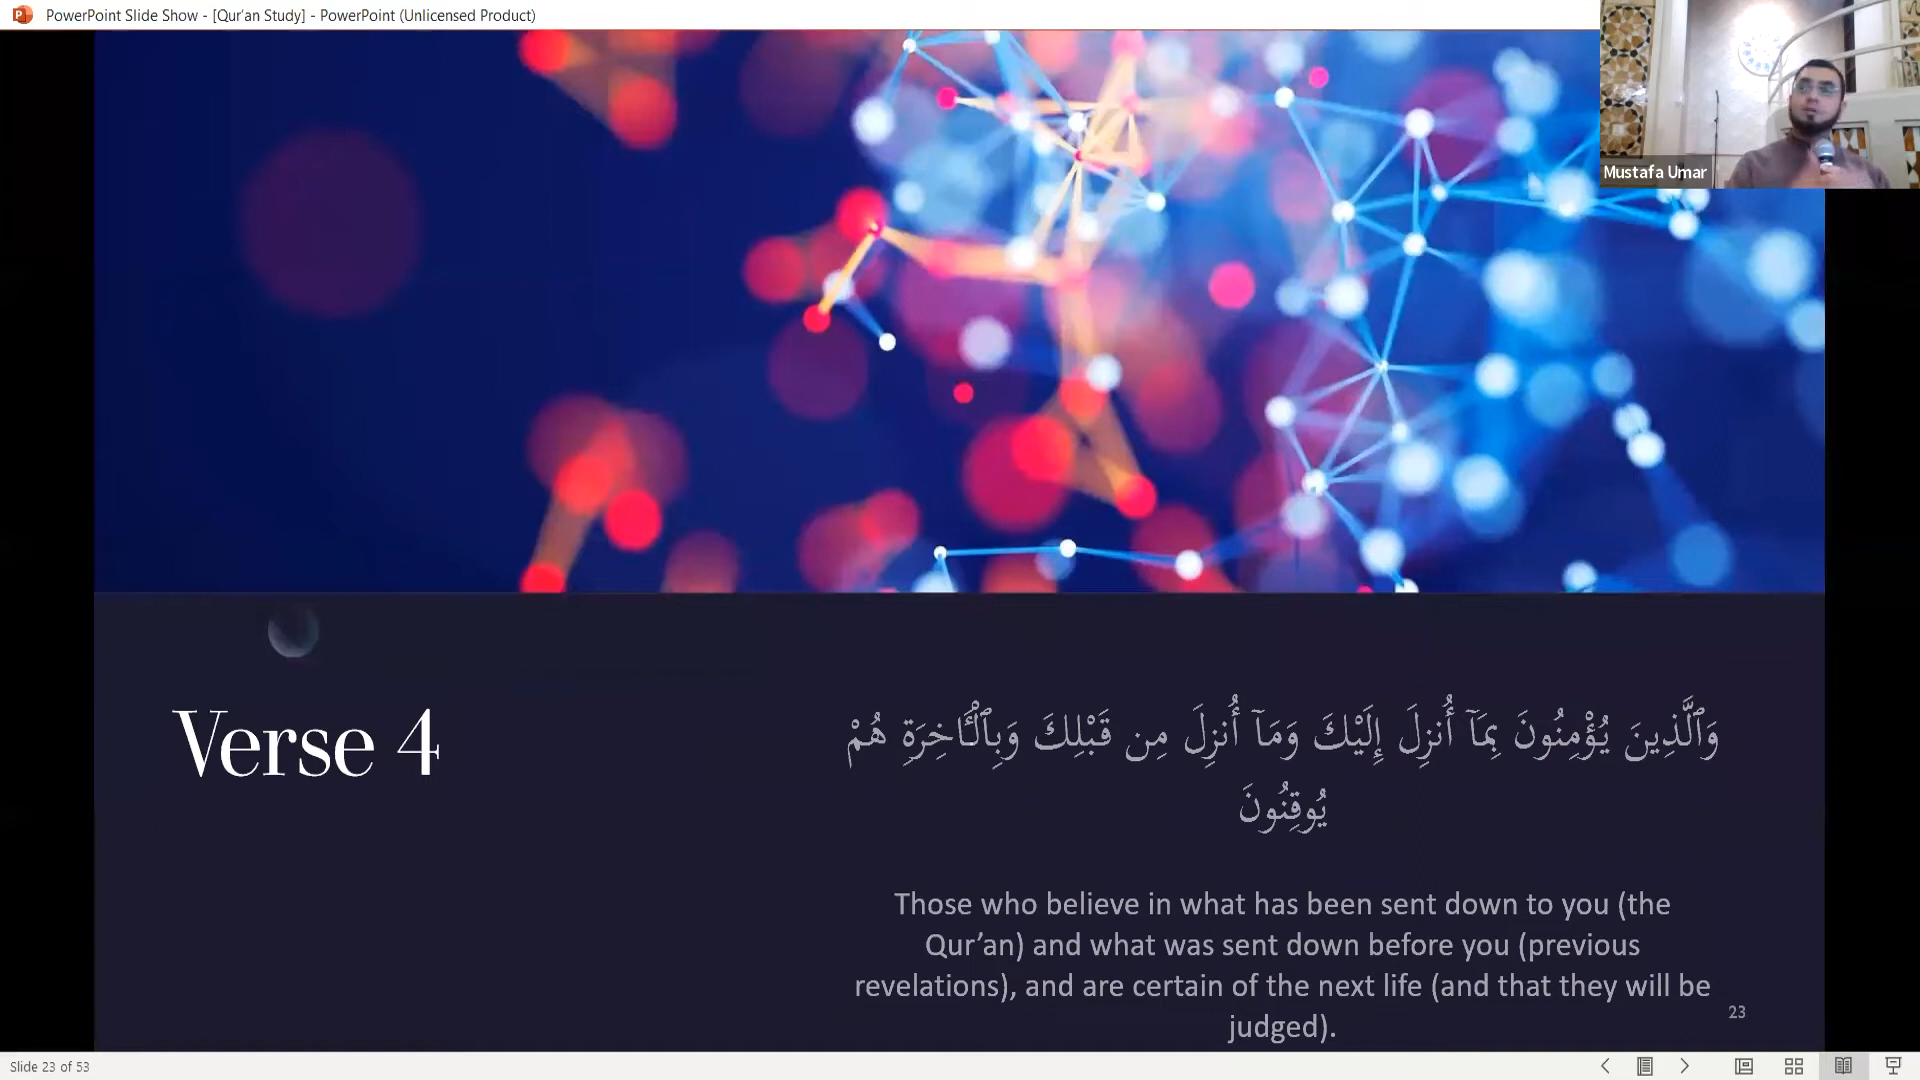 PowerPoint Slide Show - [Qur'an Study] - PowerPoint (Unlicensed Product)
Mustafa Umar
Verse 4
وَٱلَّذِينَ يُؤْمِنُونَ بِمَآ أُنزِلَ إِلَيْكَ وَمَآ أُنزِلَ مِن قَبْلِكَ وَبِٱلْـَٔاخِرَةِ هُمْ
يُوقِنُونَ
Those who believe in what has been sent down to you (the
Qur’an) and what was sent down before you (previous
revelations), and are certain of the next life (and that they will be
judged).
23
Slide 23 of 53